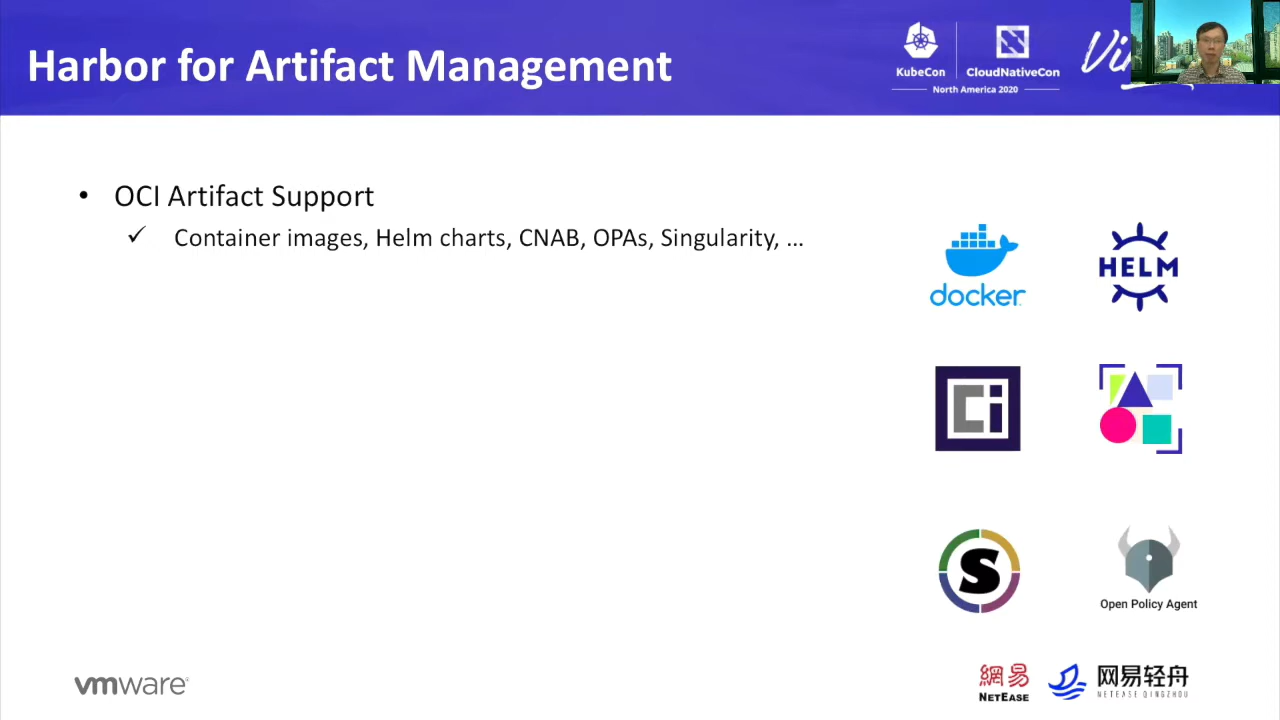 Harbor for Artifact Management
KubeCon
CloudNativeCon
North America 2020
• OCI Artifact Support
✓ Container images, Helm charts, CNAB, OPAs, Singularity, ...
docker
HELM
Ci
S
Open Policy Agent
vmware
網易
NETEASE
网易轻舟
NETEASE QINGZHOU